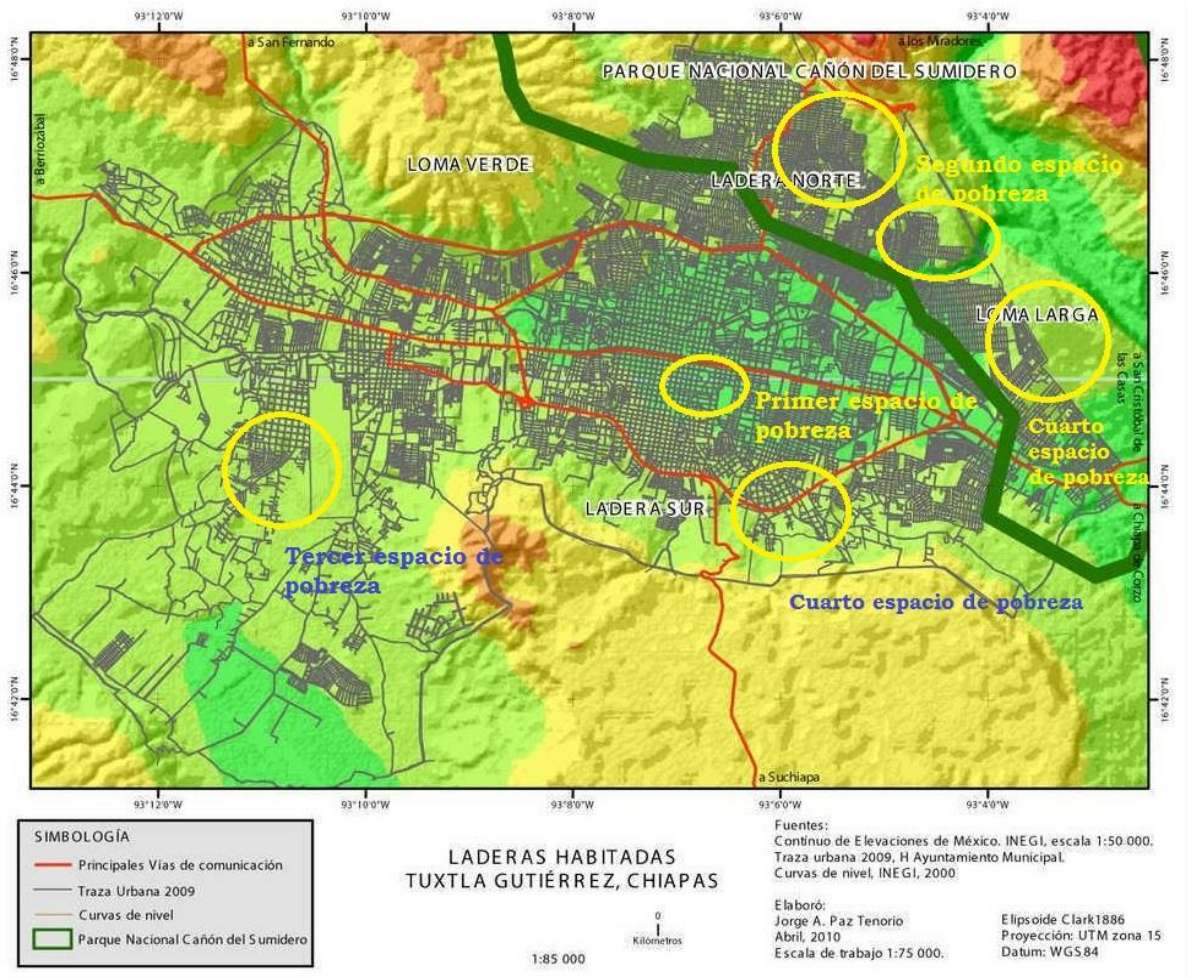 93°12'0"W 93°10'0"W 93°8'0"W 93°6'0"W 93°4'0"W
16°48'0"N
16°46'0"N
16°44'0"N
16°42'0"N
a San Fernando
a los Miradores
16°48'0"N
16°46'0"N
16°44'0"N
16°42'0"N
PARQUE NACIONAL CAÑÓN DEL SUMIDERO
a Berriozábal
LOMA VERDE
LADERA NORTE
Segundo espacio
de pobreza
LOMA LARGA
a San Cristóbal de
las Casas
Primer espacio de
pobreza
Cuarto
espacio
de pobreza
LADERA SUR
a Chiapa de Corzo
Tercer espacio de
pobreza
Cuarto espacio de pobreza
a Suchiapa
93°12'0"W 93°10'0"W 93°8'0"W 93°6'0"W 93°4'0"W
SIMBOLOGÍA
Principales Vías de comunicación
Traza Urbana 2009
Curvas de nivel
Parque Nacional Cañón del Sumidero
LADERAS HABITADAS
TUXTLA GUTIÉRREZ, CHIAPAS
0
Kilómetros
1:85 000
Fuentes:
Contínuo de Elevaciones de México. INEGI, escala 1:50 000.
Traza urbana 2009, H Ayuntamiento Municipal.
Curvas de nivel, INEGI, 2000
Elaboró:
Jorge A. Paz Tenorio
Abril, 2010
Escala de trabajo 1:75 000.
Elipsoide Clark1886
Proyección: UTM zona 15
Datum: WGS84